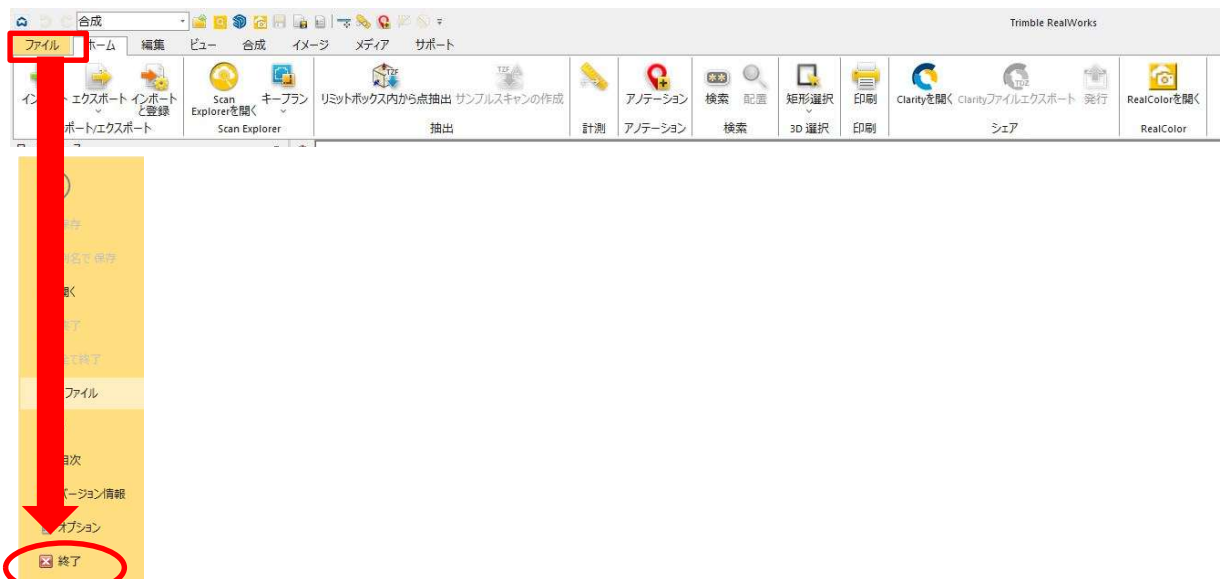 合成
Trimble RealWorks
ファイル ホーム 編集 ビュー 合成 イメージ メディア サポート
エクスポート インポートと登録 Scan Explorerを開く キープラン リミットボックス内から点抽出 サンプルスキャンの作成 アノテーション 検索 配置 矩形選択 印刷 Clarityを開く Clarityファイルエクスポート 発行 RealColorを開く
ポート/エクスポート Scan Explorer 抽出 計測 アノテーション 検索 3D 選択 印刷 シェア RealColor
保存
名で保存
開く
終了
全て終了
ファイル
目次
バージョン情報
オプション
終了